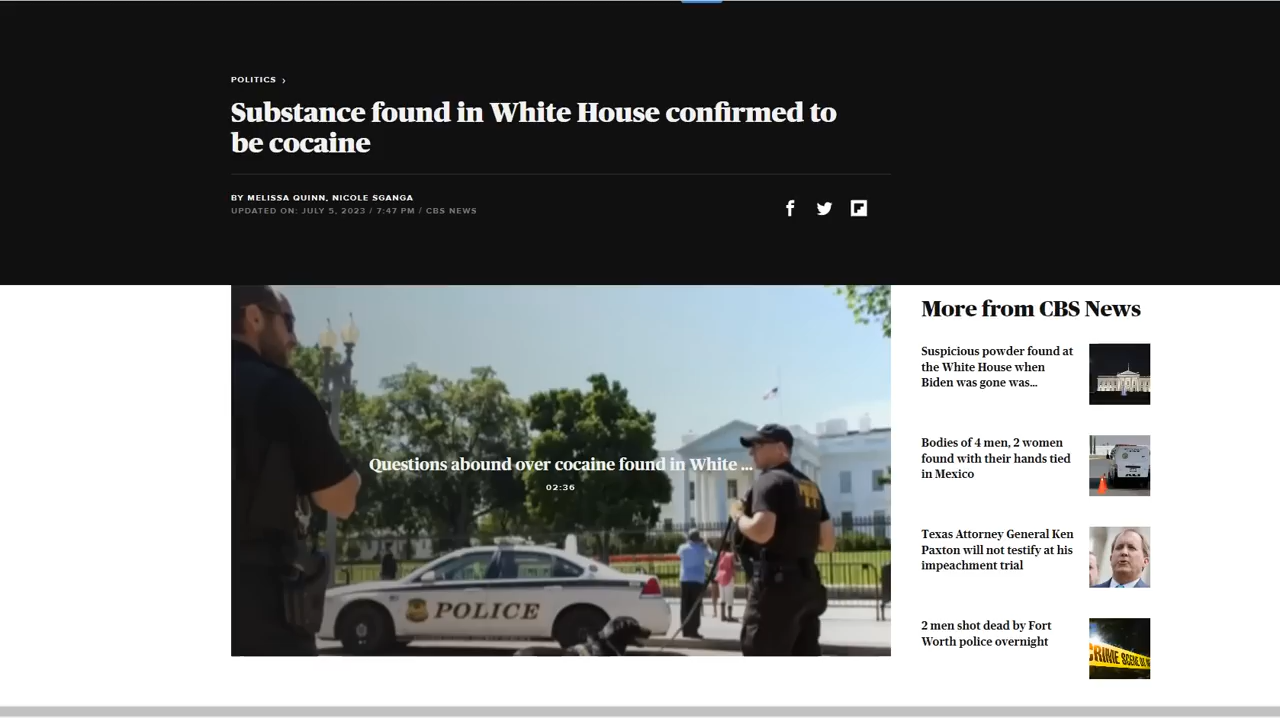 POLITICS ›
Substance found in White House confirmed to
be cocaine
BY MELISSA QUINN, NICOLE SGANGA
UPDATED ON: JULY 5, 2023 / 7:47 PM / CBS NEWS
Questions abound over cocaine found in White ...
02:36
POLICE
More from CBS News
Suspicious powder found at
the White House when
Biden was gone was...
Bodies of 4 men, 2 women
found with their hands tied
in Mexico
Texas Attorney General Ken
Paxton will not testify at his
impeachment trial
2 men shot dead by Fort
Worth police overnight
CRIME SCENE